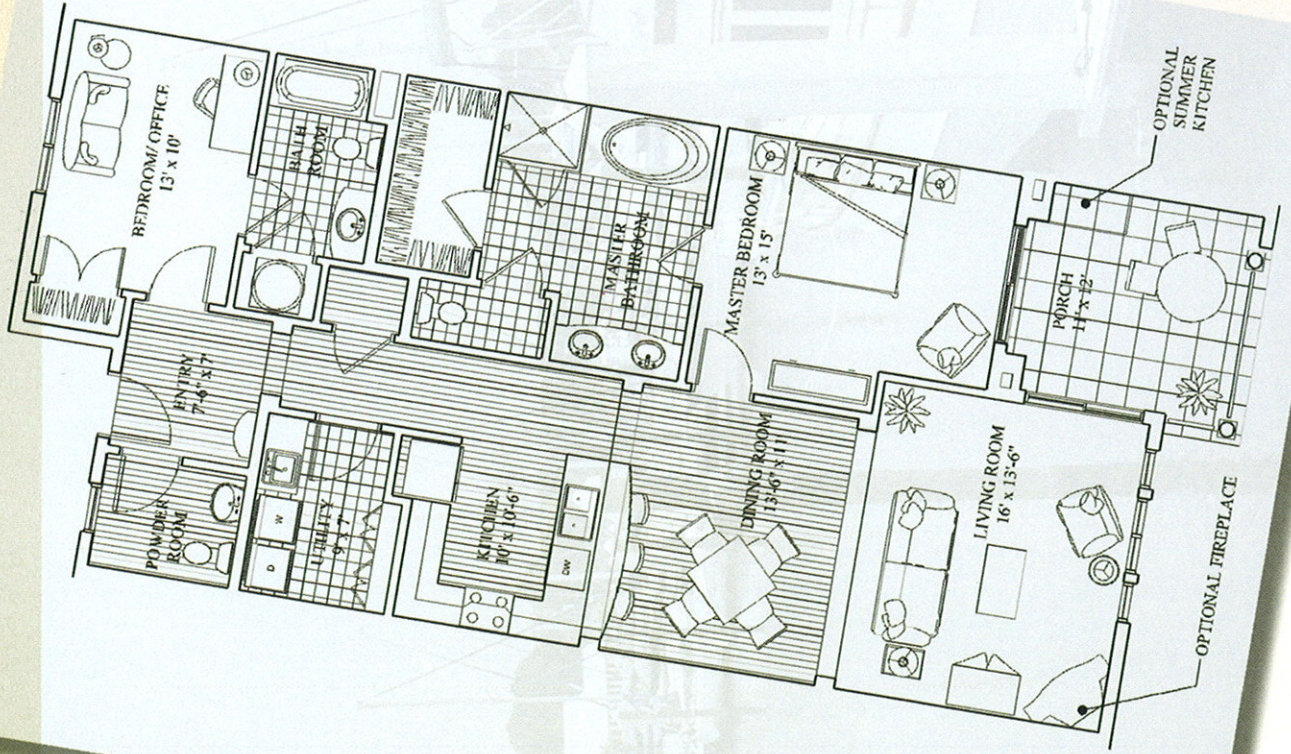 BEDROOM/ OFFICE
13' x 10'
BATH
ROOM
MASTER
BATHROOM
MASTER BEDROOM
13' x 15'
OPTIONAL
SUMMER
KITCHEN
PORCH
11' x 12'
ENTRY
7'-6" x 7'
POWDER
ROOM
W
D
UTILITY
9' x 7'
KITCHEN
10' x 10'-6"
DW
DINING ROOM
13'-6" x 11'
LIVING ROOM
16' x 13'-6"
OPTIONAL FIREPLACE